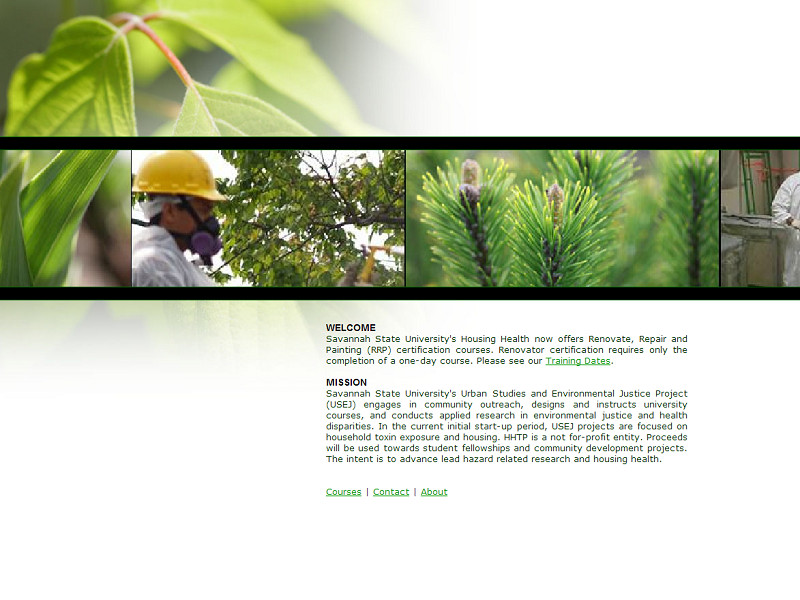 WELCOME
Savannah State University's Housing Health now offers Renovate, Repair and
Painting (RRP) certification courses. Renovator certification requires only the
completion of a one-day course. Please see our Training Dates.
MISSION
Savannah State University's Urban Studies and Environmental Justice Project
(USEJ) engages in community outreach, designs and instructs university
courses, and conducts applied research in environmental justice and health
disparities. In the current initial start-up period, USEJ projects are focused on
household toxin exposure and housing. HHTP is a not for-profit entity. Proceeds
will be used towards student fellowships and community development projects.
The intent is to advance lead hazard related research and housing health.
Courses | Contact | About